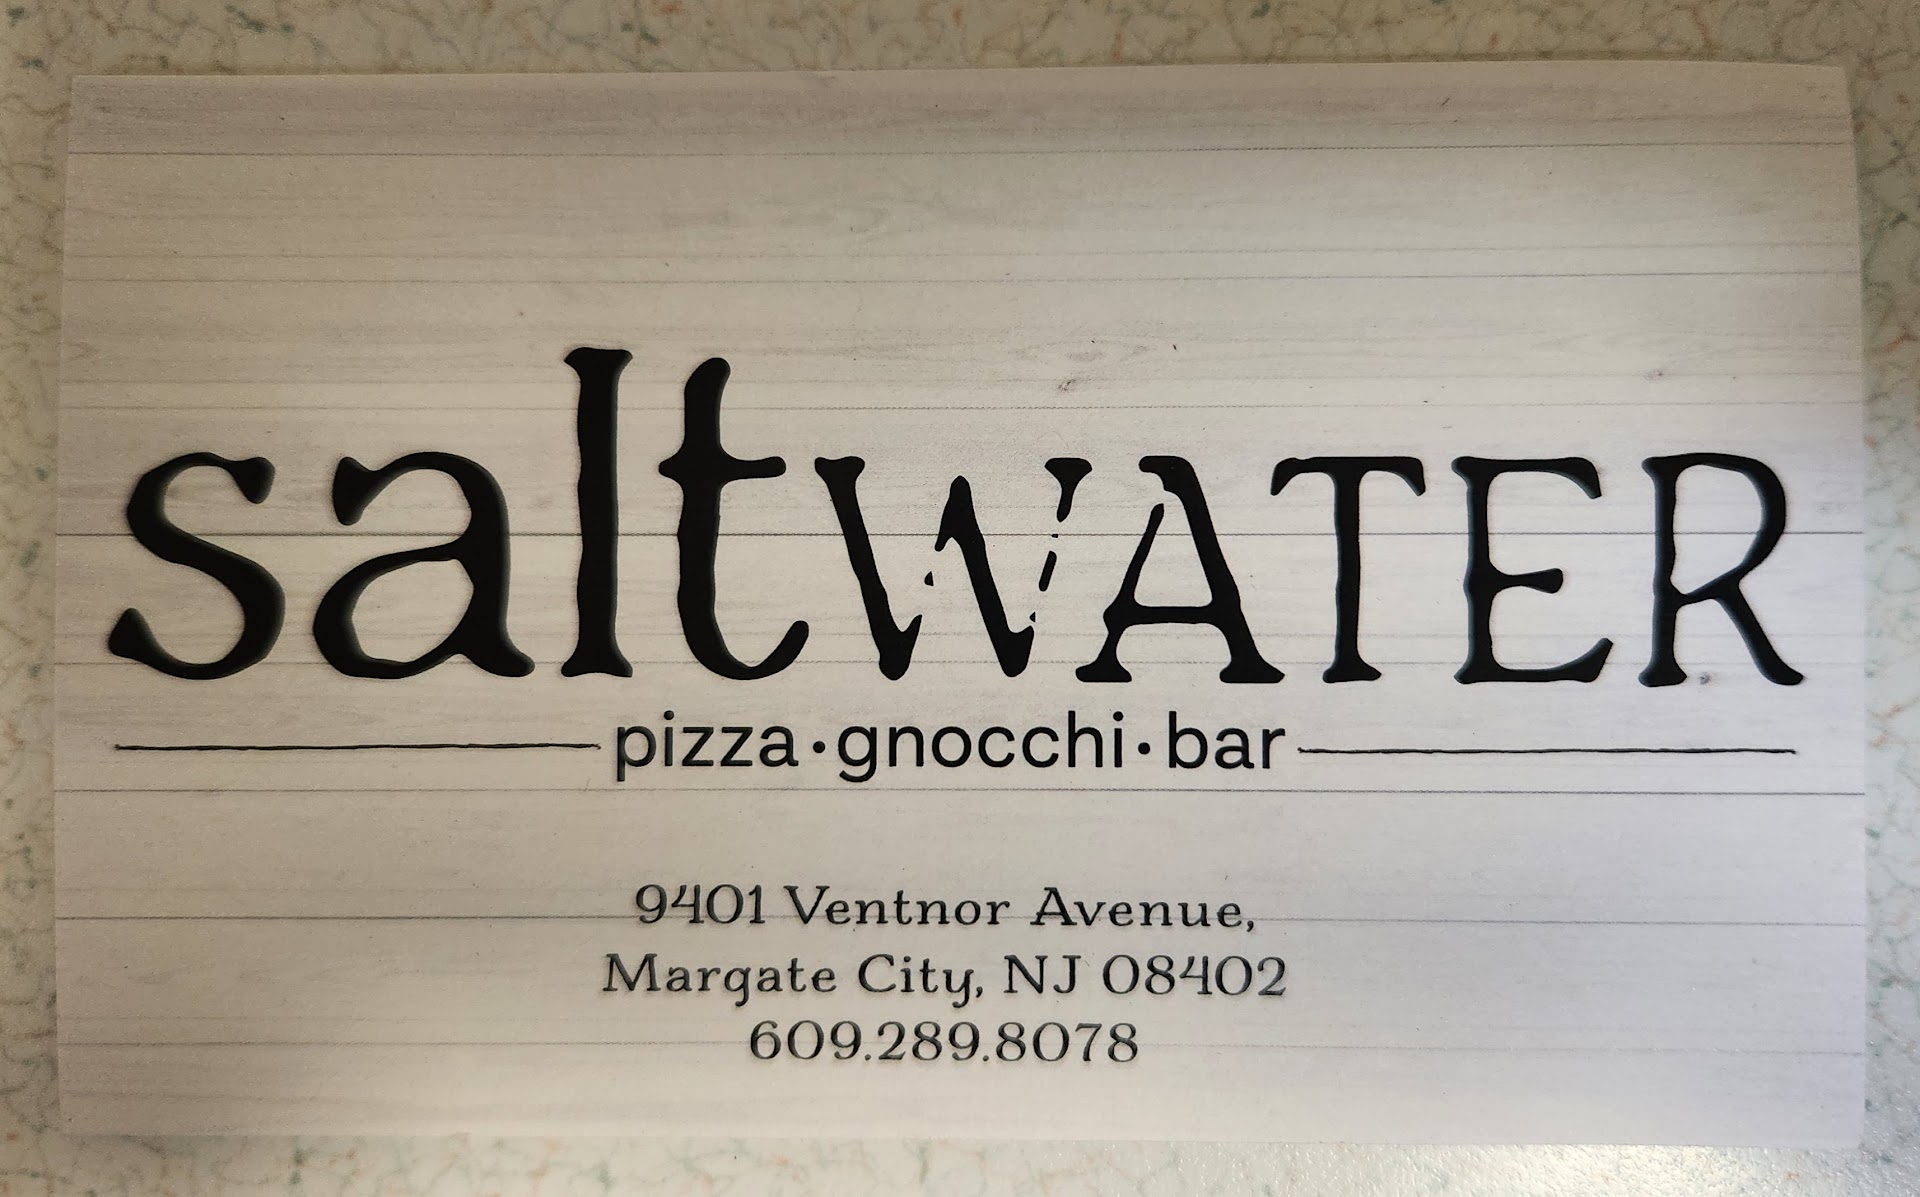 saltWATER
pizza·gnocchi·bar
9401 Ventnor Avenue,
Margate City, NJ 08402
609.289.8078